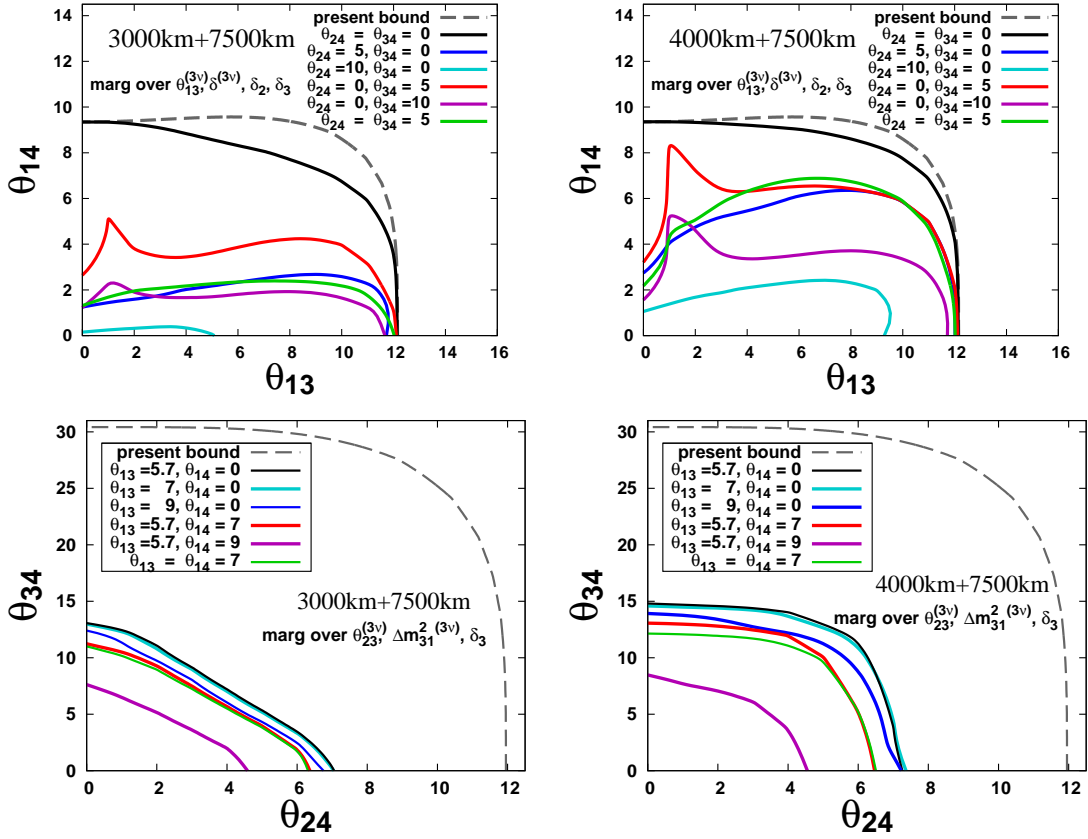 present bound
θ24 = θ34 = 0
θ24 = 5, θ34 = 0
θ24 =10, θ34 = 0
θ24 = 0, θ34 = 5
θ24 = 0, θ34 =10
θ24 = θ34 = 5
3000km+7500km
marg over θ13^(3ν), δ^(3ν), δ2, δ3
14
12
10
8
6
4
2
0
θ14
0 2 4 6 8 10 12 14 16
θ13
present bound
θ24 = θ34 = 0
θ24 = 5, θ34 = 0
θ24 =10, θ34 = 0
θ24 = 0, θ34 = 5
θ24 = 0, θ34 =10
θ24 = θ34 = 5
4000km+7500km
marg over θ13^(3ν), δ^(3ν), δ2, δ3
14
12
10
8
6
4
2
0
θ14
0 2 4 6 8 10 12 14 16
θ13
present bound
θ13 =5.7, θ14 = 0
θ13 = 7, θ14 = 0
θ13 = 9, θ14 = 0
θ13 =5.7, θ14 = 7
θ13 =5.7, θ14 = 9
θ13 = θ14 = 7
3000km+7500km
marg over θ23^(3ν), Δm²31^(3ν), δ3
30
25
20
15
10
5
0
θ34
0 2 4 6 8 10 12
θ24
present bound
θ13 =5.7, θ14 = 0
θ13 = 7, θ14 = 0
θ13 = 9, θ14 = 0
θ13 =5.7, θ14 = 7
θ13 =5.7, θ14 = 9
θ13 = θ14 = 7
4000km+7500km
marg over θ23^(3ν), Δm²31^(3ν), δ3
30
25
20
15
10
5
0
θ34
0 2 4 6 8 10 12
θ24